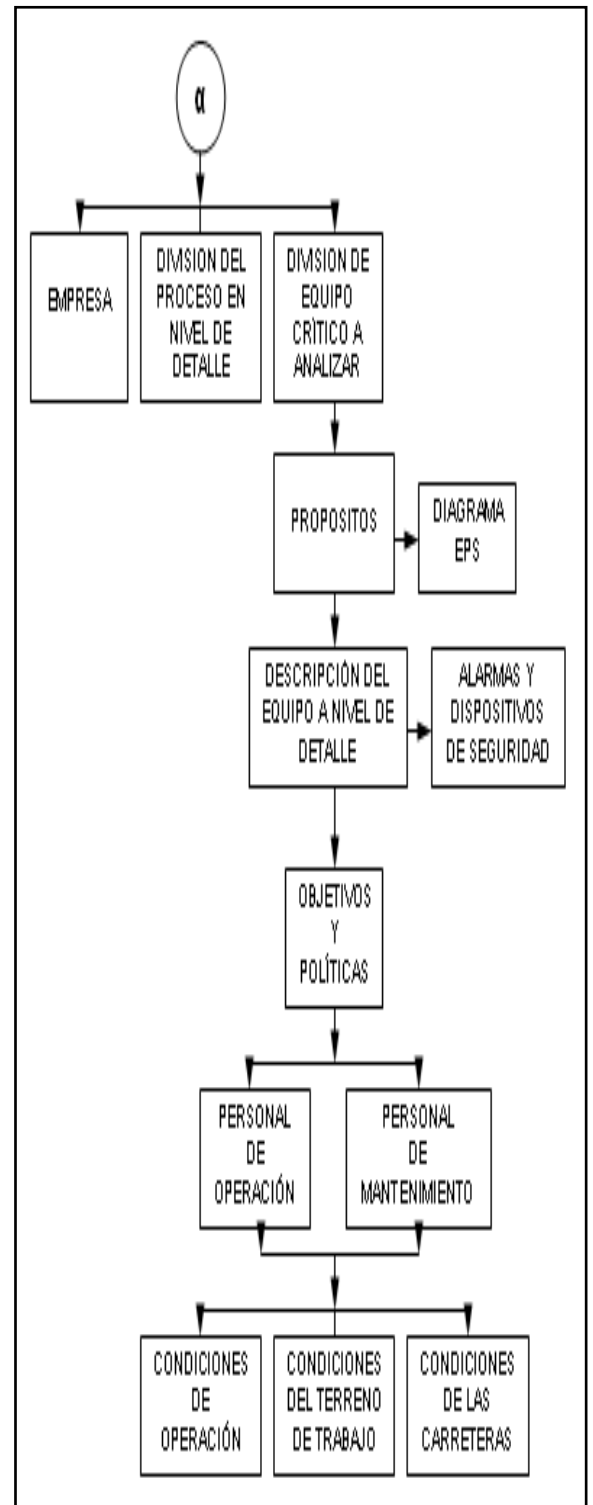 α
EMPRESA
DIVISION DEL
PROCESO EN
NIVEL DE
DETALLE
DIVISION DE
EQUIPO
CRÌTICO A
ANALIZAR
PROPOSITOS
DIAGRAMA
EPS
DESCRIPCIÓN DEL
EQUIPO A NIVEL DE
DETALLE
ALARMAS Y
DISPOSITIVOS
DE SEGURIDAD
OBJETIVOS
Y
POLÍTICAS
PERSONAL
DE
OPERACIÓN
PERSONAL
DE
MANTENIMIENTO
CONDICIONES
DE
OPERACIÓN
CONDICIONES
DEL TERRENO
DE TRABAJO
CONDICIONES
DE LAS
CARRETERAS